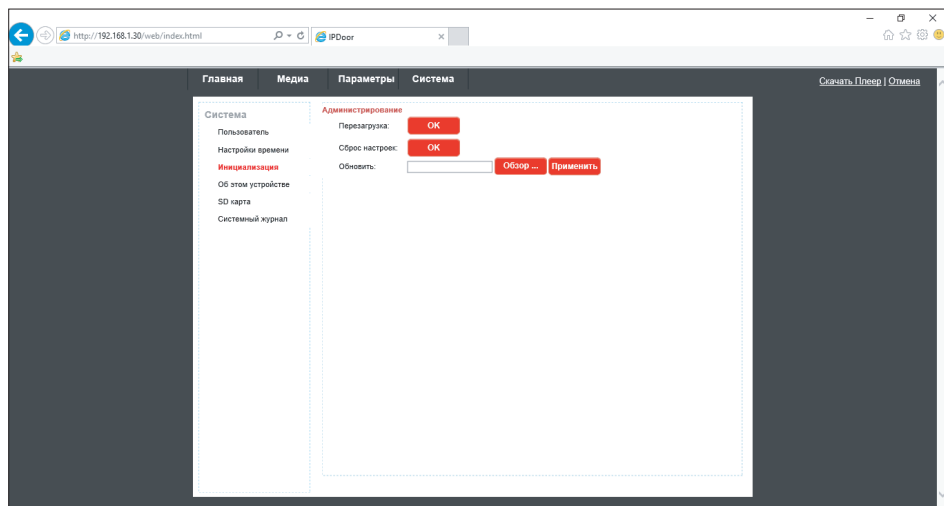 http://192.168.1.30/web/index.html
IPDoor
Главная Медиа Параметры Система
Скачать Плеер | Отмена
Система
Пользователь
Настройки времени
Инициализация
Об этом устройстве
SD карта
Системный журнал
Администрирование
Перезагрузка: OK
Сброс настроек: OK
Обновить: Обзор ... Применить